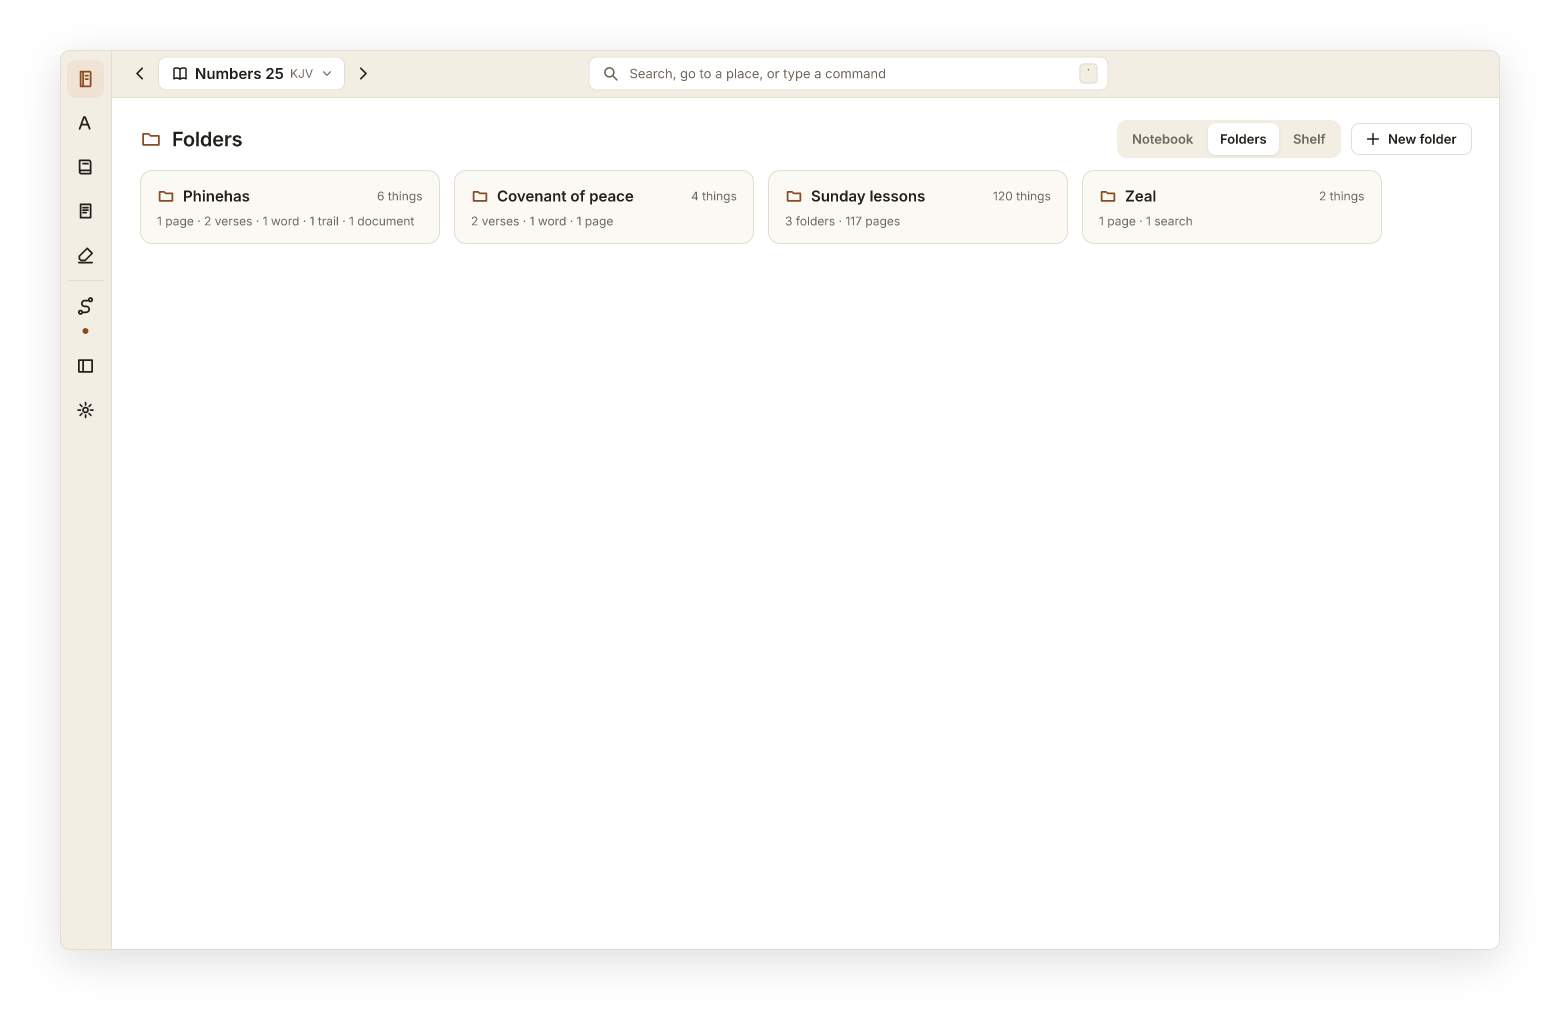 Numbers 25 KJV
Search, go to a place, or type a command
Folders
Notebook
Folders
Shelf
New folder
Phinehas
6 things
1 page · 2 verses · 1 word · 1 trail · 1 document
Covenant of peace
4 things
2 verses · 1 word · 1 page
Sunday lessons
120 things
3 folders · 117 pages
Zeal
2 things
1 page · 1 search